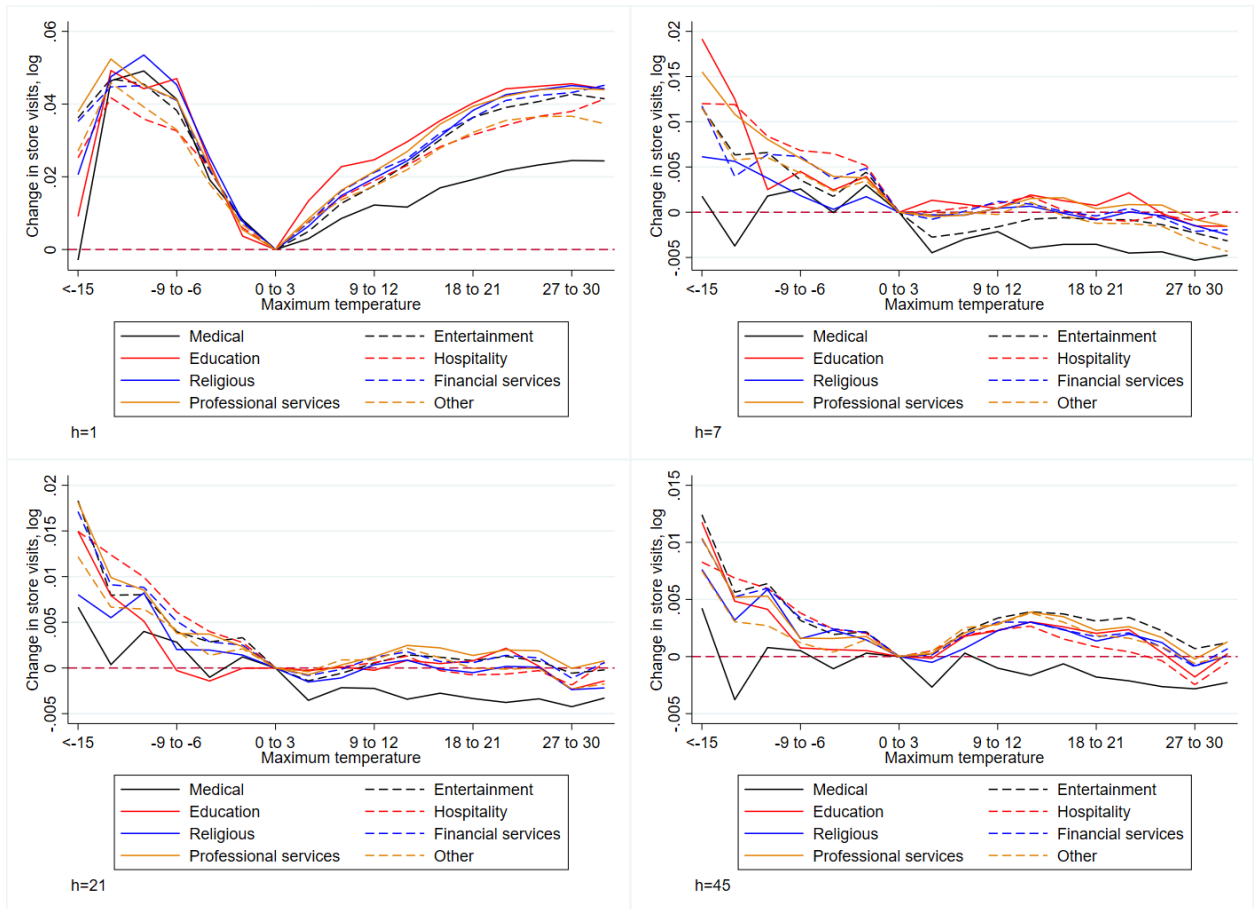 Change in store visits, log
.06
.04
.02
0
<-15
-9 to -6
0 to 3
9 to 12
18 to 21
27 to 30
Maximum temperature
Medical
Entertainment
Education
Hospitality
Religious
Financial services
Professional services
Other
h=1
Change in store visits, log
.02
.015
.01
.005
0
-.005
<-15
-9 to -6
0 to 3
9 to 12
18 to 21
27 to 30
Maximum temperature
Medical
Entertainment
Education
Hospitality
Religious
Financial services
Professional services
Other
h=7
Change in store visits, log
.02
.015
.01
.005
0
-.005
<-15
-9 to -6
0 to 3
9 to 12
18 to 21
27 to 30
Maximum temperature
Medical
Entertainment
Education
Hospitality
Religious
Financial services
Professional services
Other
h=21
Change in store visits, log
.015
.01
.005
0
-.005
<-15
-9 to -6
0 to 3
9 to 12
18 to 21
27 to 30
Maximum temperature
Medical
Entertainment
Education
Hospitality
Religious
Financial services
Professional services
Other
h=45